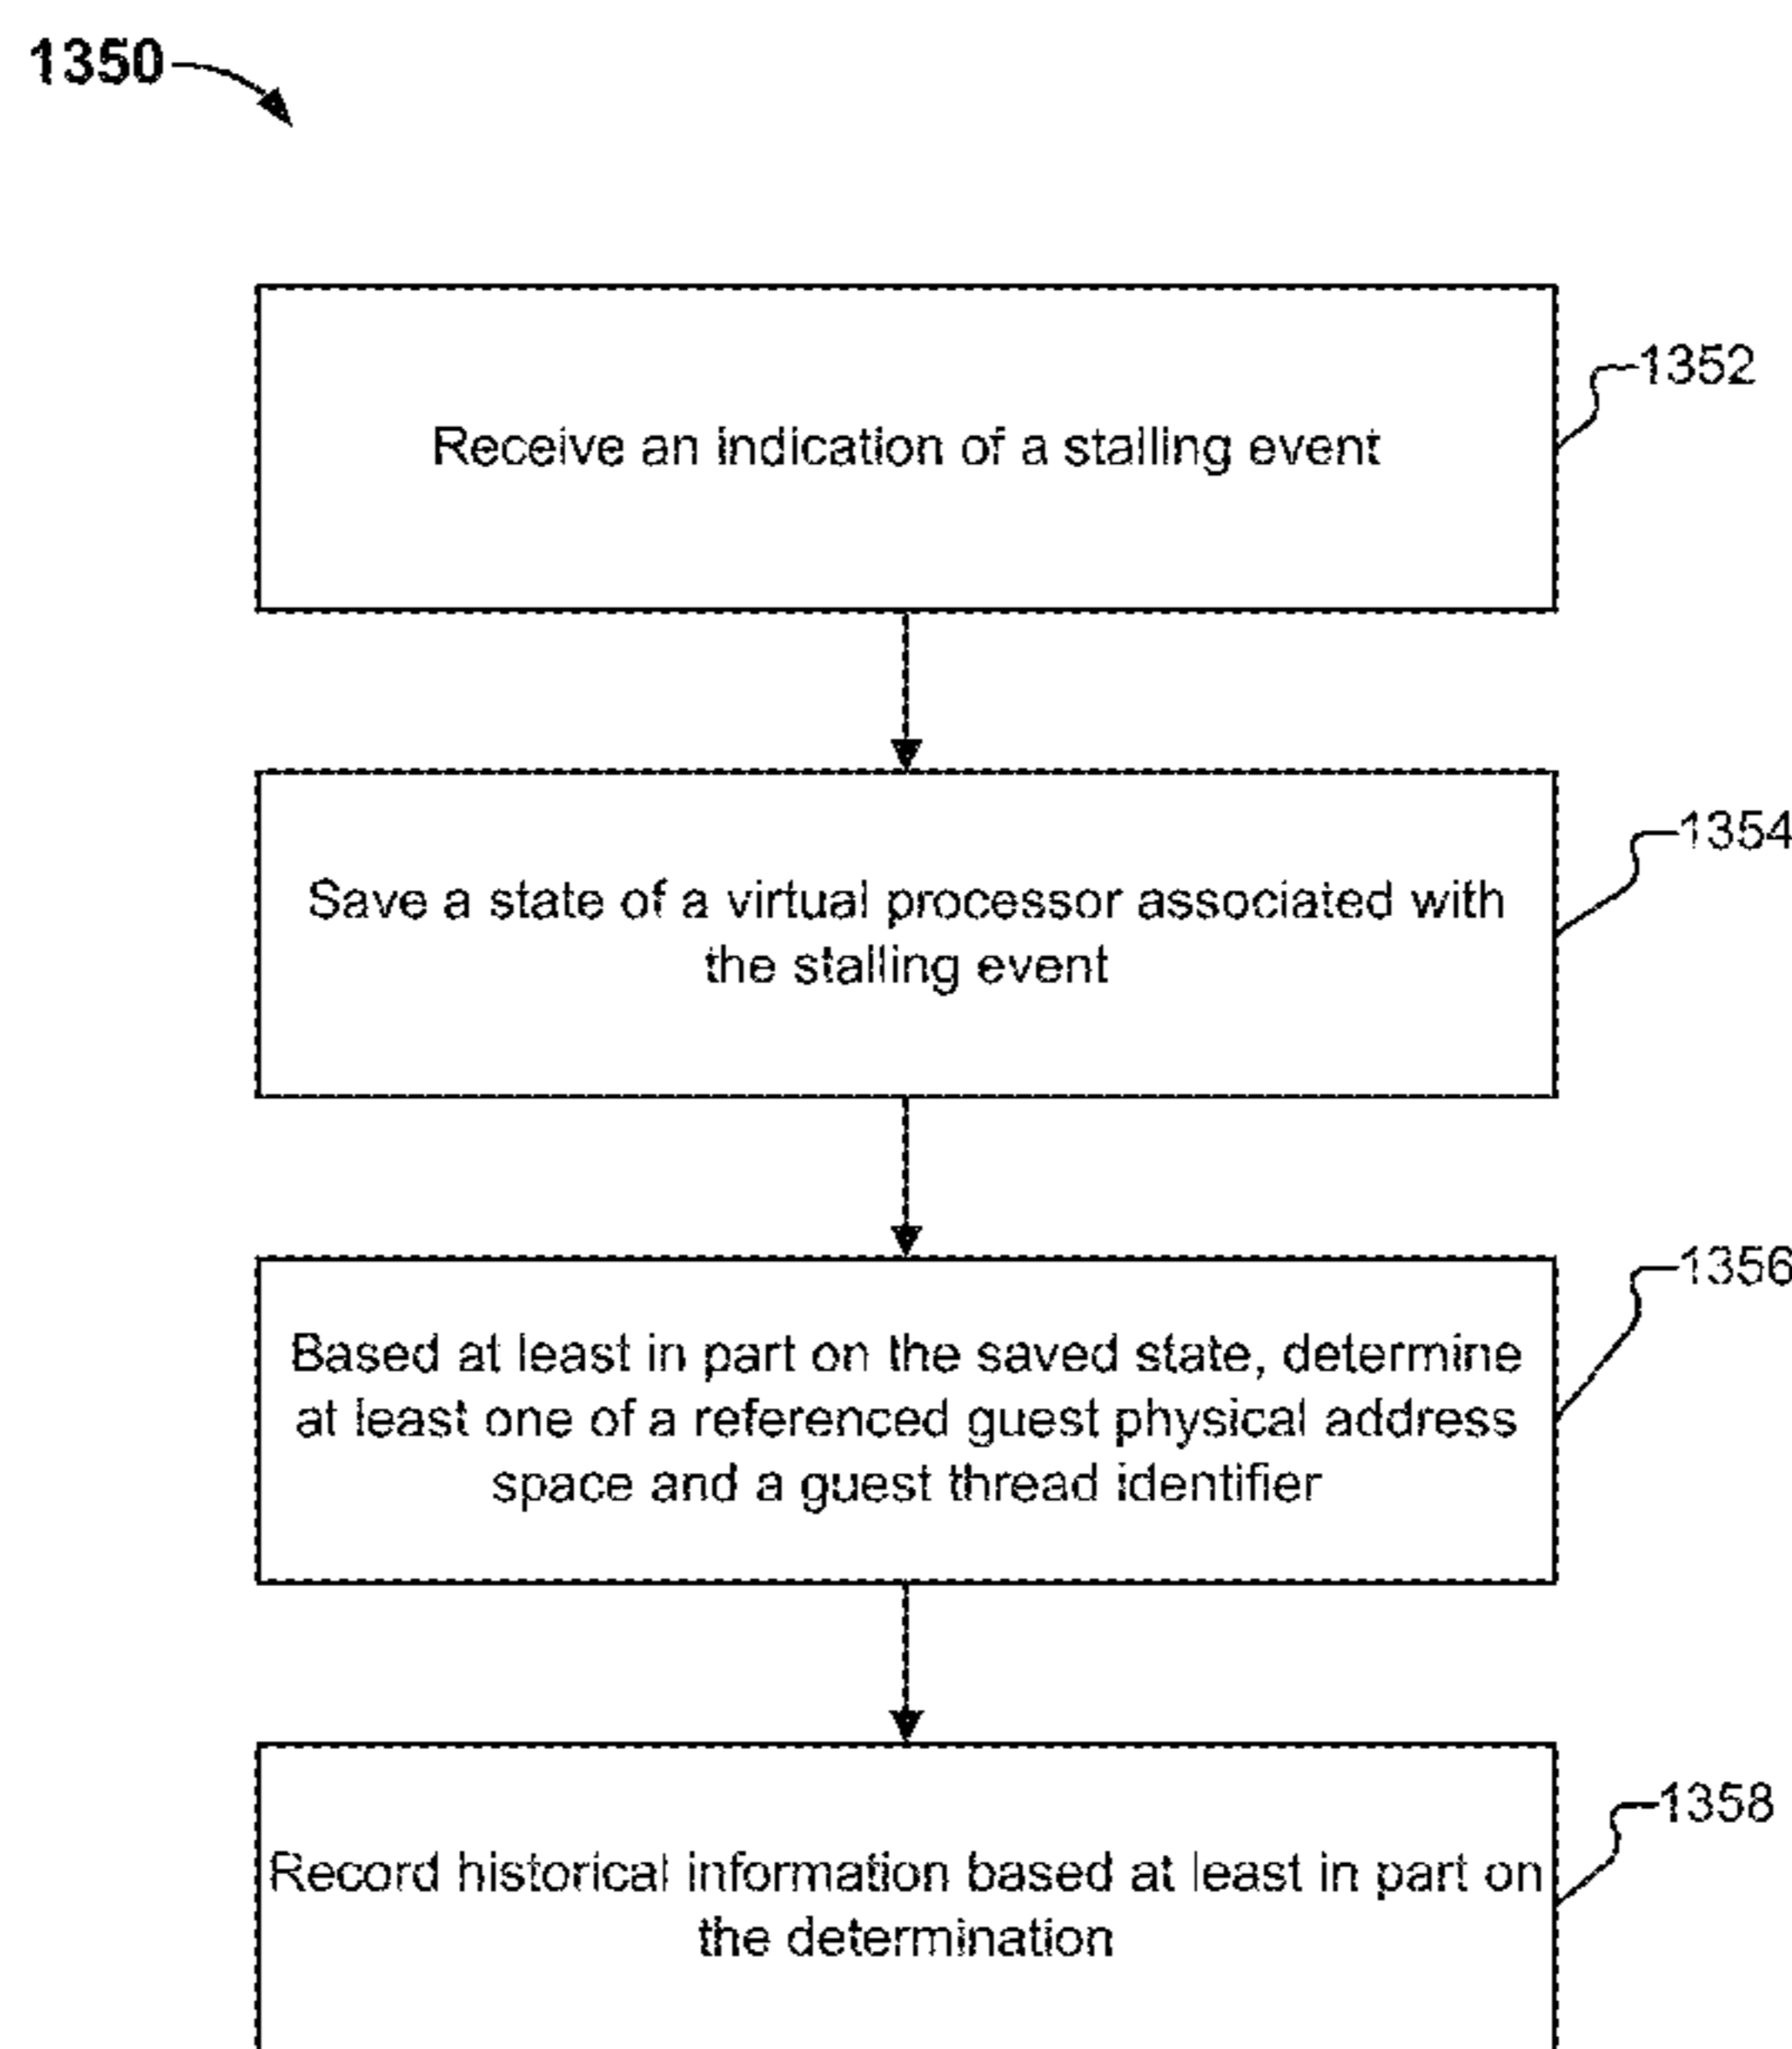 1350
Receive an indication of a stalling event
1352
Save a state of a virtual processor associated with
the stalling event
1354
Based at least in part on the saved state, determine
at least one of a referenced guest physical address
space and a guest thread identifier
1356
Record historical information based at least in part on
the determination
1358